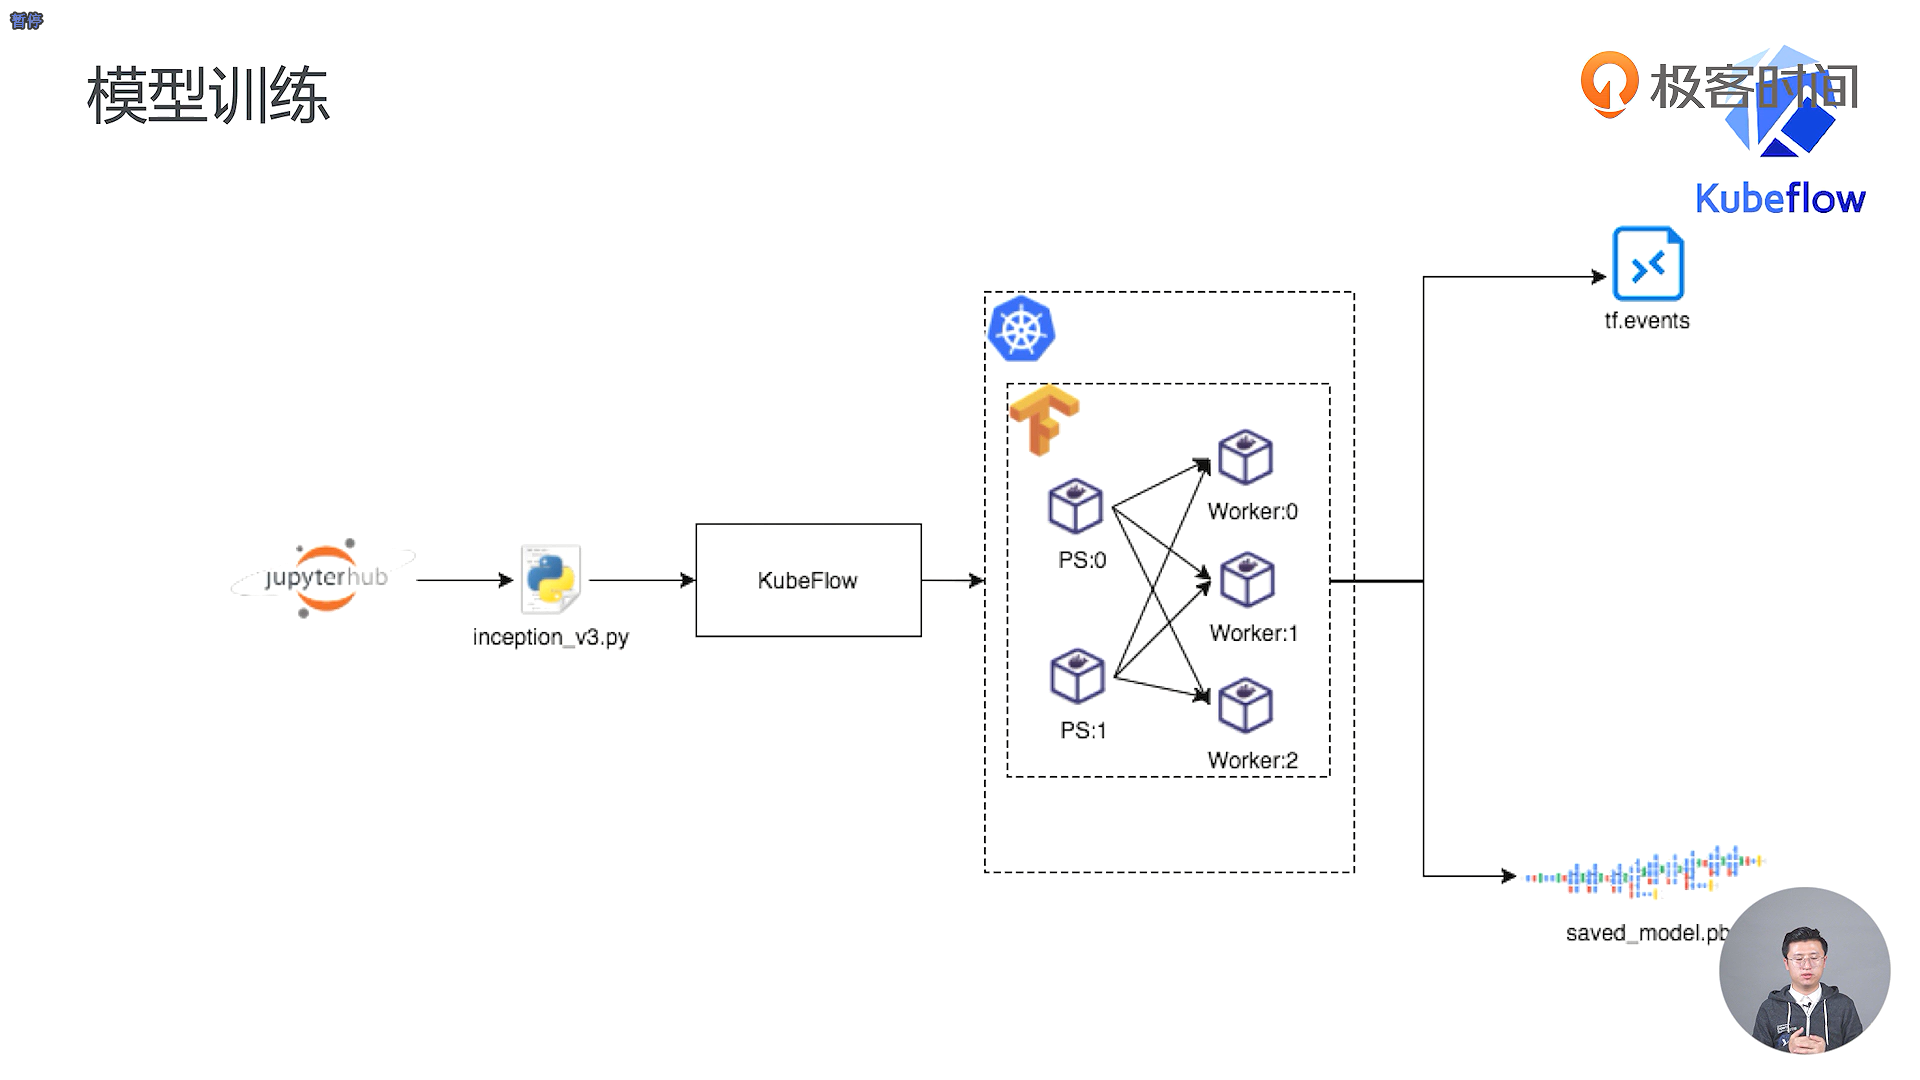 暂停
模型训练
极客时间
Kubeflow
tf.events
jupyterhub
inception_v3.py
KubeFlow
PS:0
PS:1
Worker:0
Worker:1
Worker:2
saved_model.pb